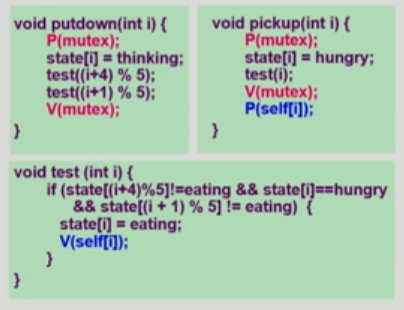 void putdown(int i) {
P(mutex);
state[i] = thinking;
test((i+4) % 5);
test((i+1) % 5);
V(mutex);
}
void pickup(int i) {
P(mutex);
state[i] = hungry;
test(i);
V(mutex);
P(self[i]);
}
void test (int i) {
if (state[(i+4)%5]!=eating && state[i]==hungry
&& state[(i + 1) % 5] != eating) {
state[i] = eating;
V(self[i]);
}
}